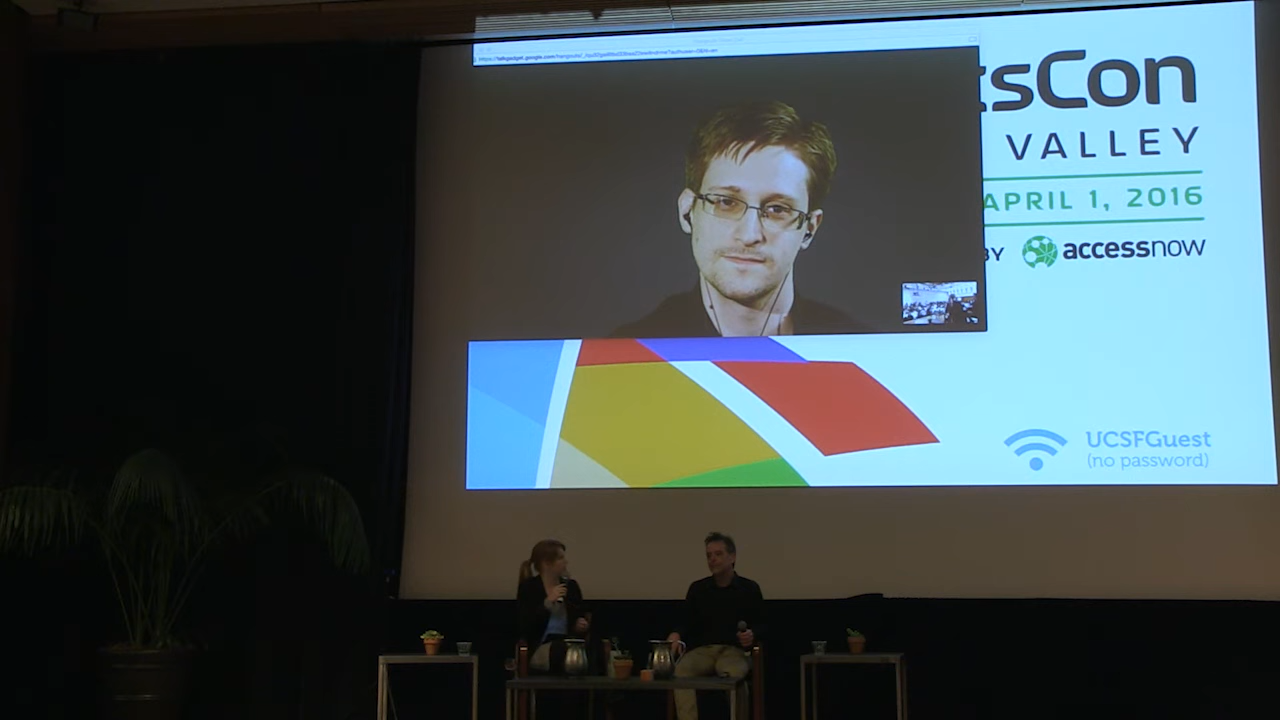 tsCon
VALLEY
APRIL 1, 2016
BY accessnow
UCSFGuest
(no password)